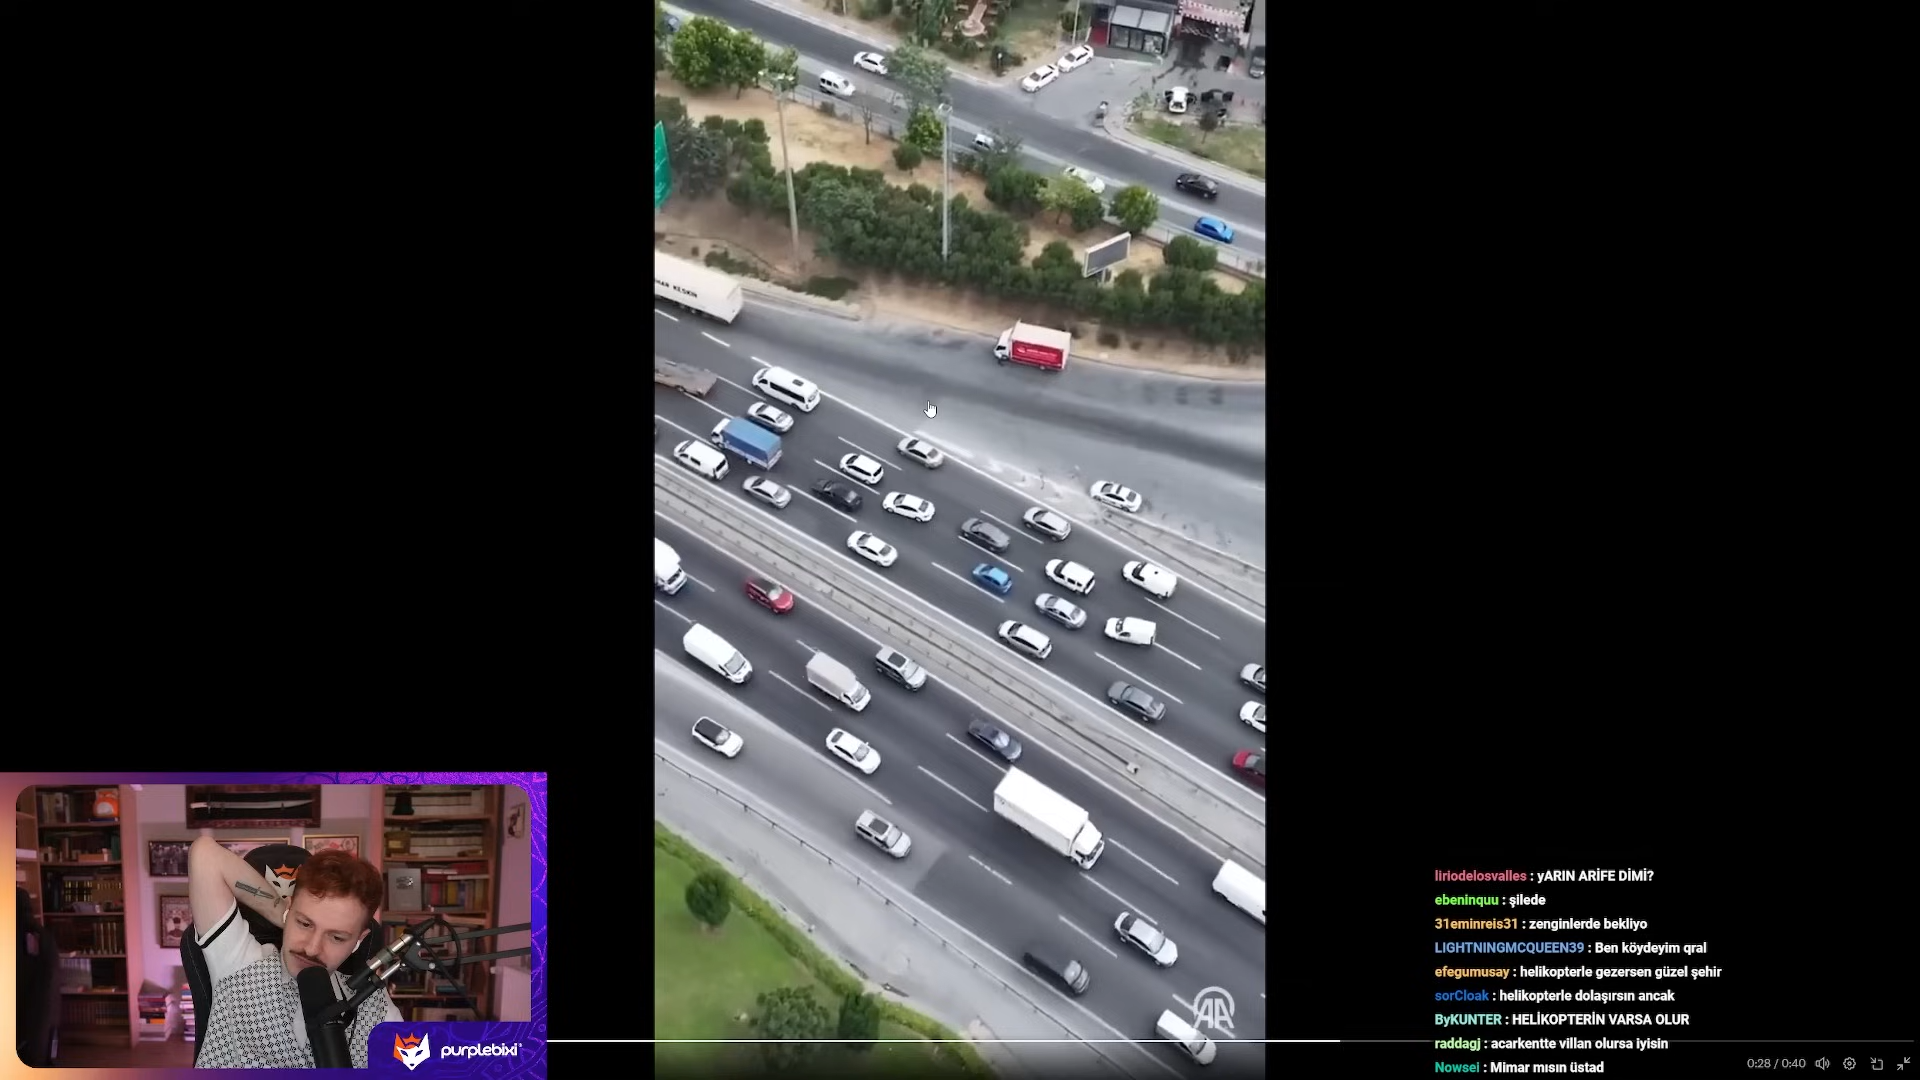 MAR KESKİN
liriodelosvalles : yARIN ARİFE DİMİ?
ebeninquu : şilede
31eminreis31 : zenginlerde bekliyo
LIGHTNINGMCQUEEN39 : Ben köydeyim qral
efegumusay : helikopterle gezersen güzel şehir
sorCloak : helikopterle dolaşırsın ancak
ByKUNTER : HELİKOPTERİN VARSA OLUR
raddagj : acarkentte villan olursa iyisin
Nowsei : Mimar mısın üstad
AA
purplebixi
0:28 / 0:40